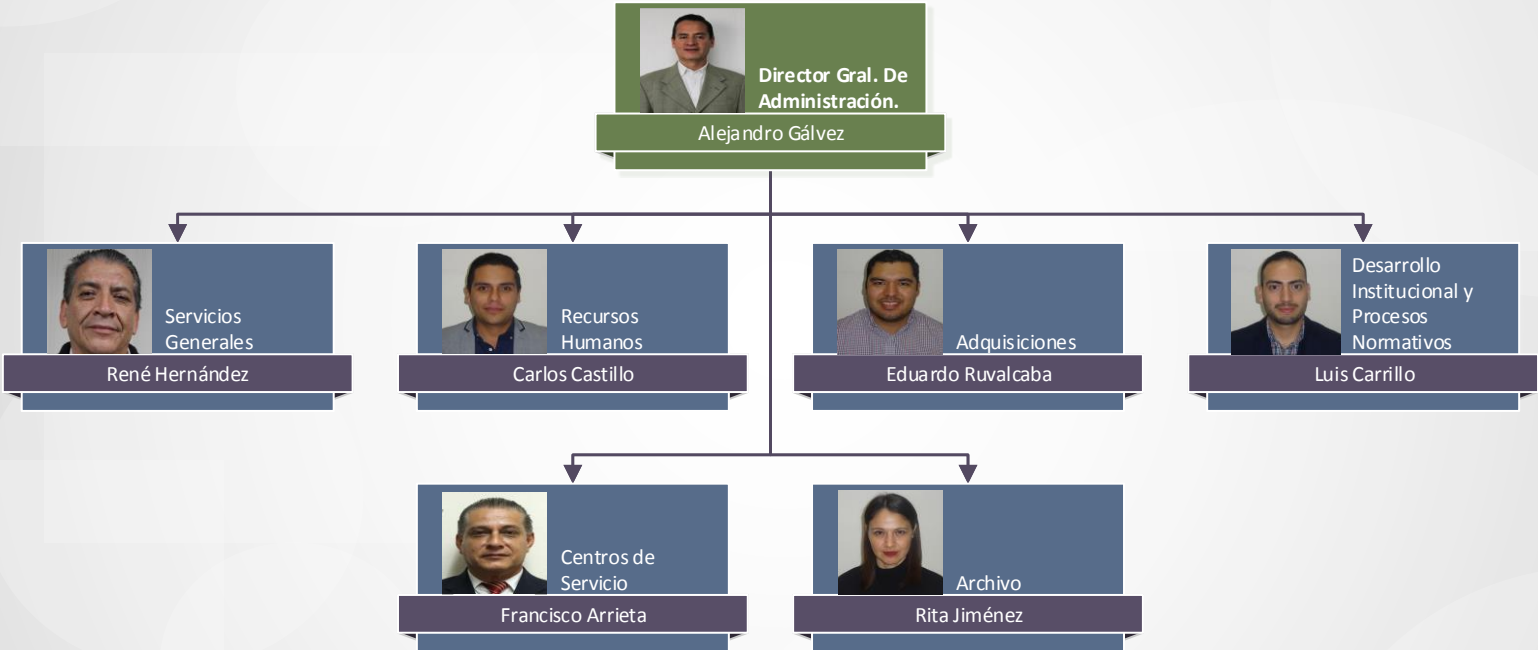 Director Gral. De
Administración.
Alejandro Gálvez
Servicios
Generales
René Hernández
Recursos
Humanos
Carlos Castillo
Adquisiciones
Eduardo Ruvalcaba
Desarrollo
Institucional y
Procesos
Normativos
Luis Carrillo
Centros de
Servicio
Francisco Arrieta
Archivo
Rita Jiménez